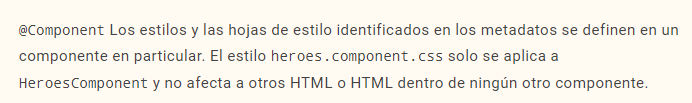 @Component Los estilos y las hojas de estilo identificados en los metadatos se definen en un
componente en particular. El estilo heroes.component.css solo se aplica a
HeroesComponent y no afecta a otros HTML o HTML dentro de ningún otro componente.